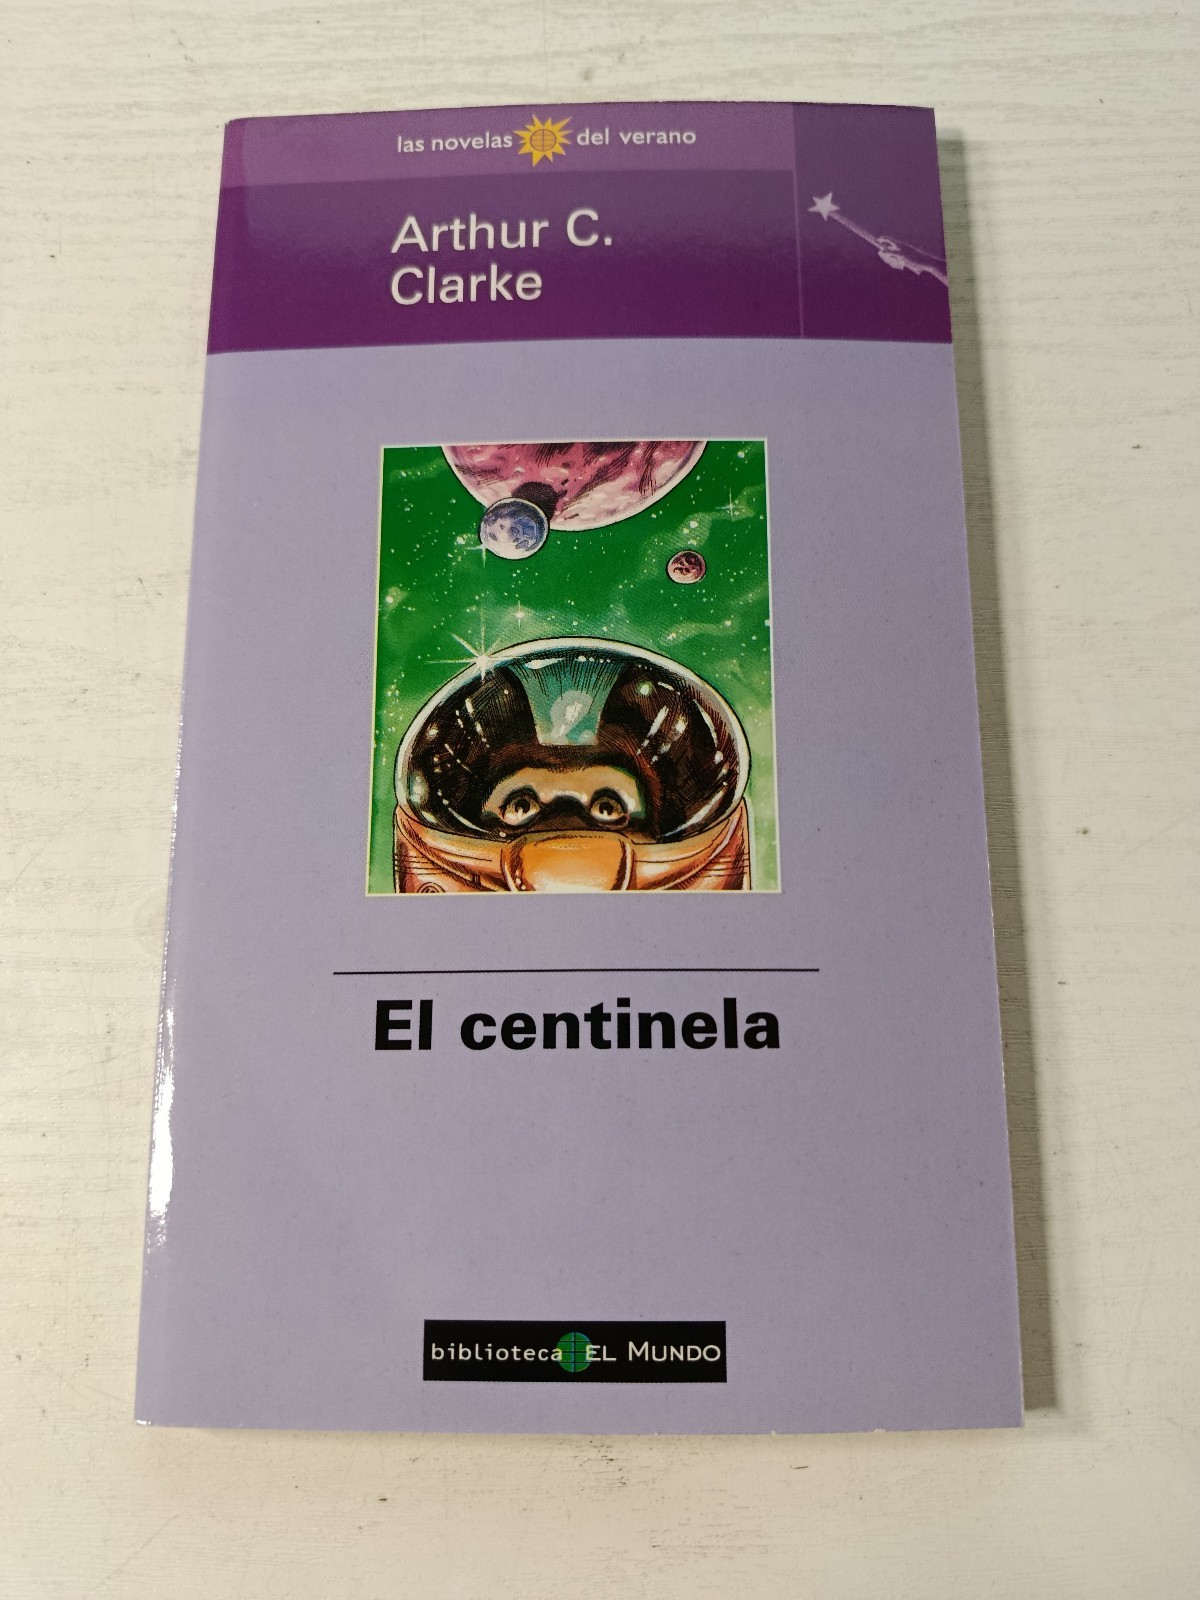 las novelas del verano
Arthur C.
Clarke
El centinela
biblioteca EL MUNDO